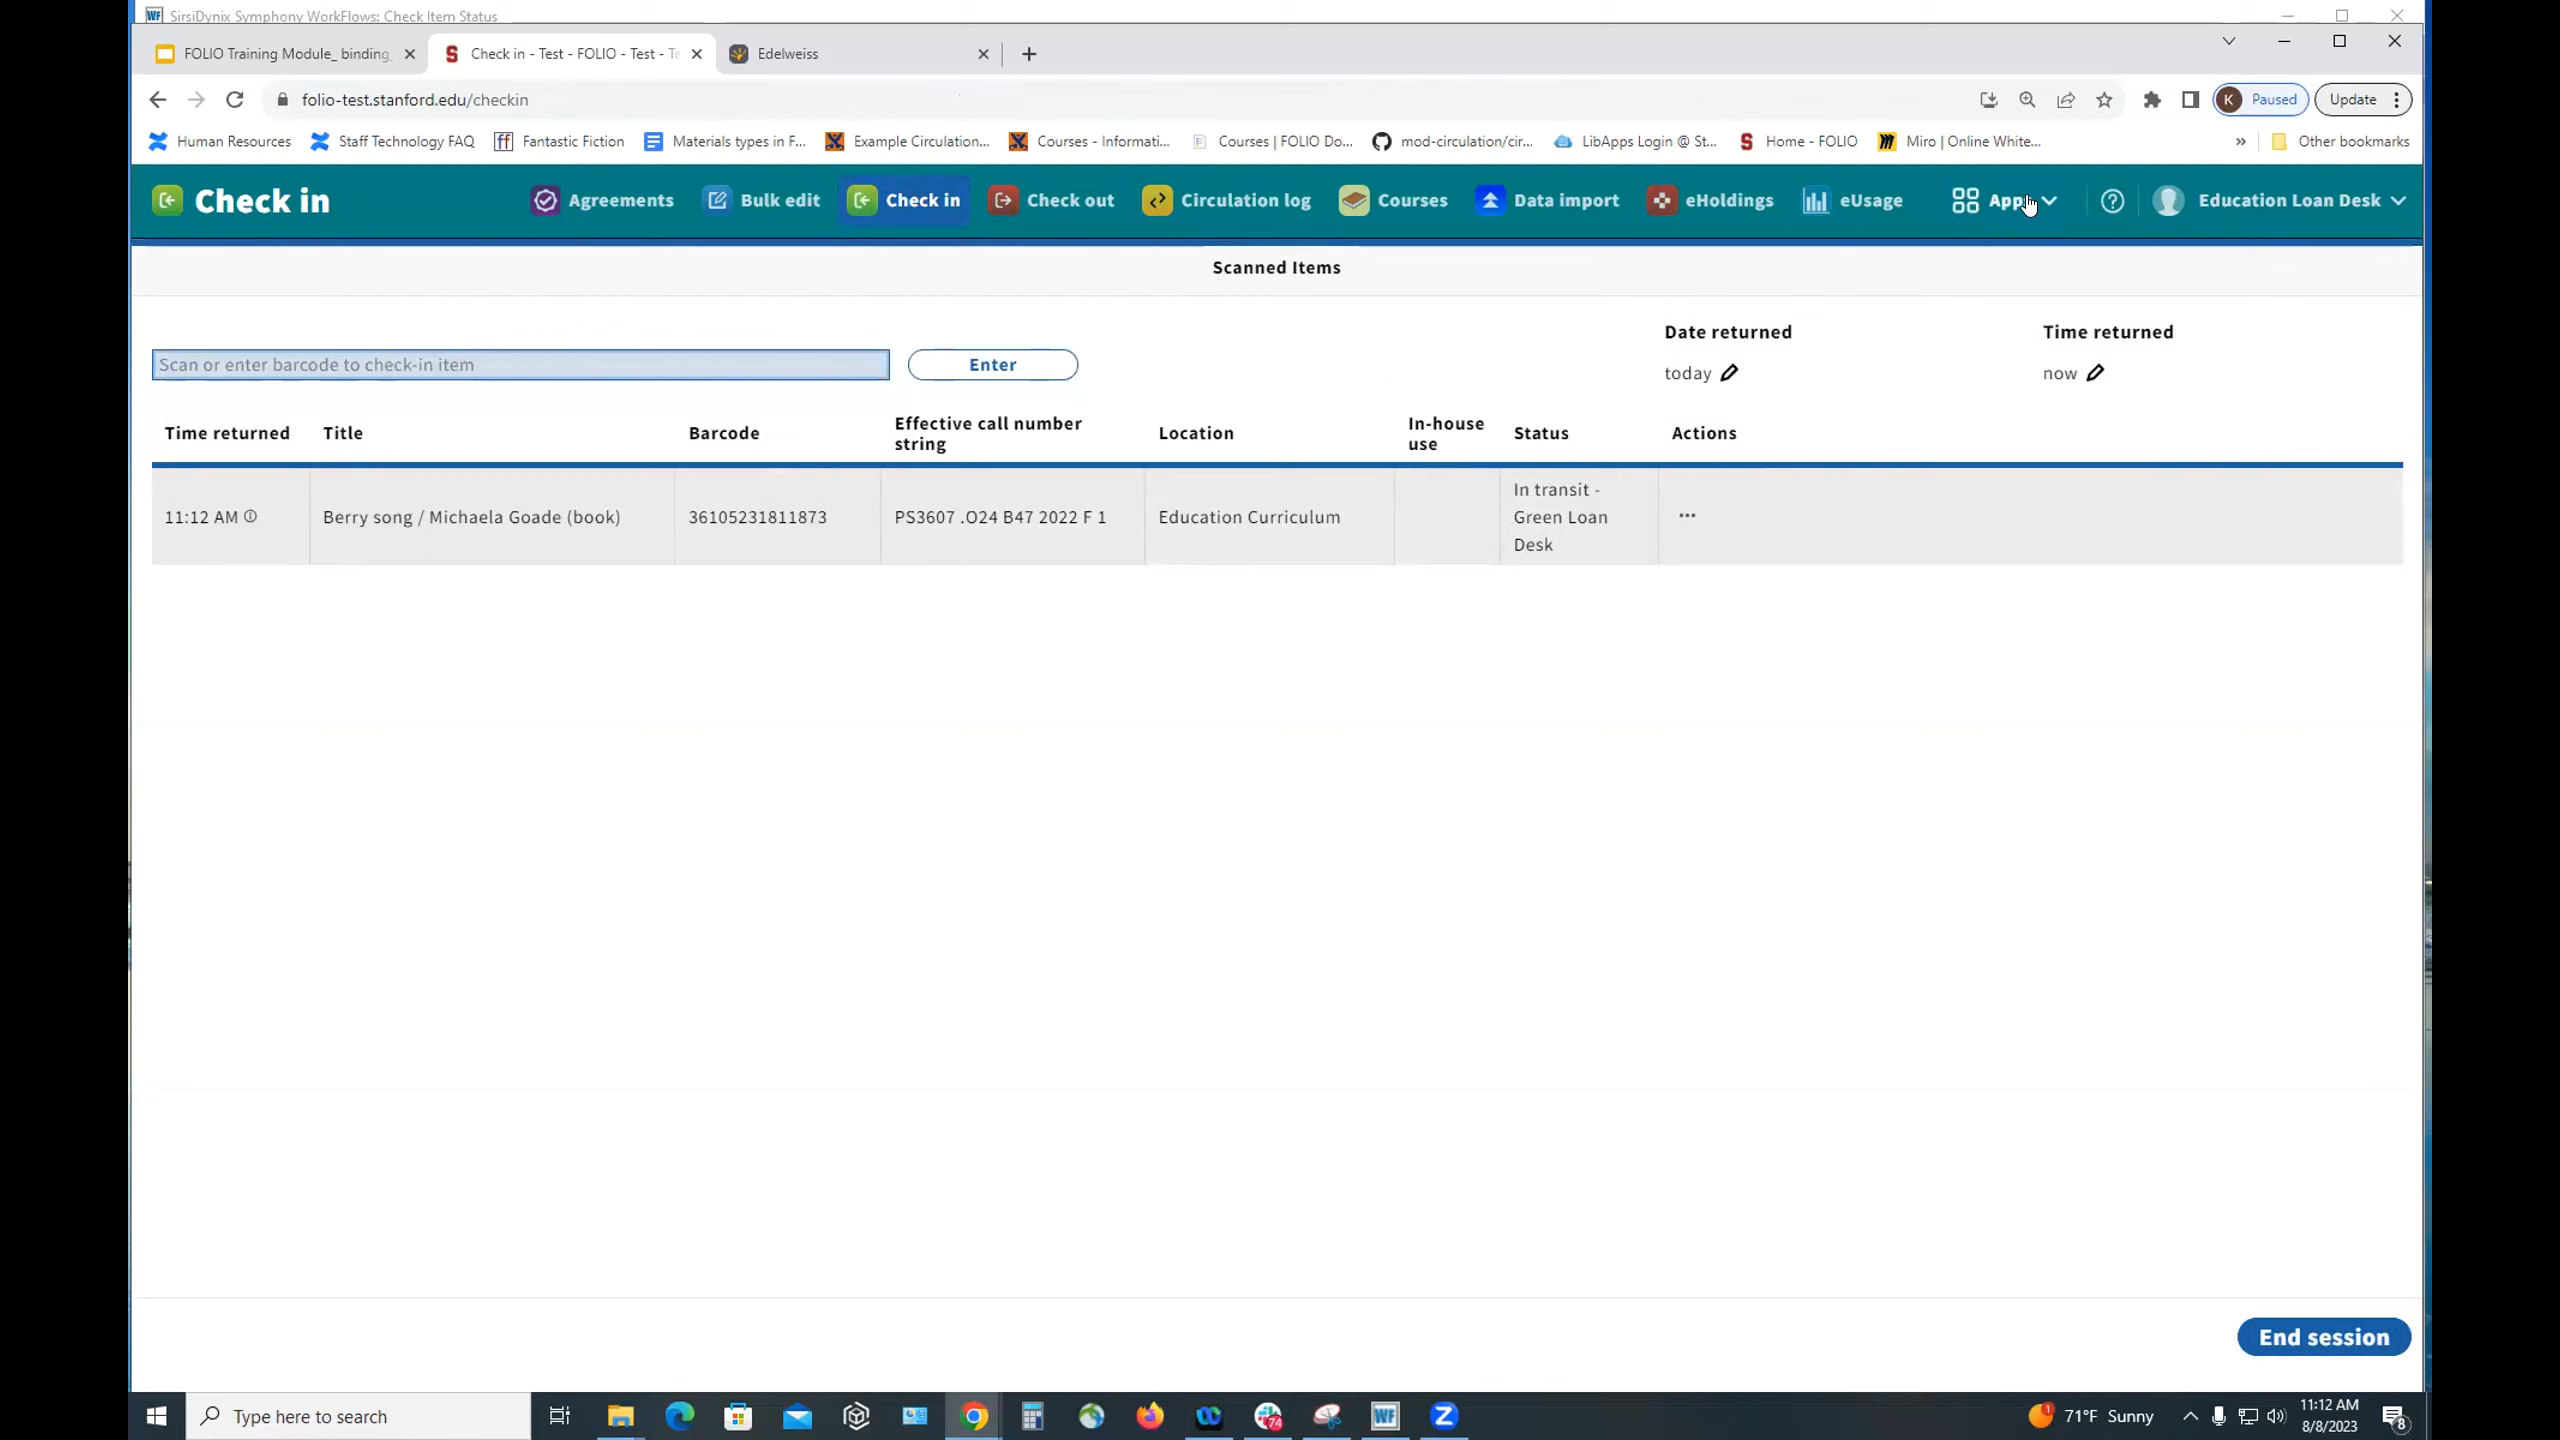 SirsiDynix Symphony WorkFlows: Check Item Status
FOLIO Training Module_ binding_
Check in - Test - FOLIO - Test - Te
Edelweiss
folio-test.stanford.edu/checkin
K Paused
Update
Human Resources
Staff Technology FAQ
Fantastic Fiction
Materials types in F...
Example Circulation...
Courses - Informati...
Courses | FOLIO Do...
mod-circulation/cir...
LibApps Login @ St...
Home - FOLIO
Miro | Online White...
Other bookmarks
Check in
Agreements
Bulk edit
Check in
Check out
Circulation log
Courses
Data import
eHoldings
eUsage
Education Loan Desk
Scanned Items
Scan or enter barcode to check-in item
Enter
Date returned
today
Time returned
now
Time returned
Title
Barcode
Effective call number
string
Location
In-house
use
Status
Actions
11:12 AM
Berry song / Michaela Goade (book)
36105231811873
PS3607 .O24 B47 2022 F 1
Education Curriculum
In transit -
Green Loan
Desk
End session
Type here to search
74
WF
71°F Sunny
11:12 AM
8/8/2023
8